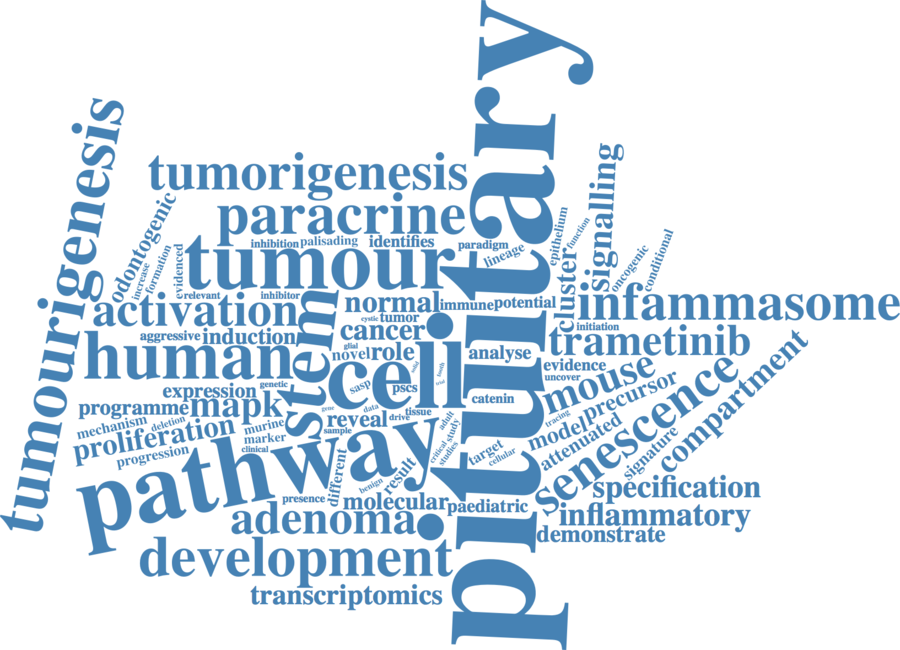 pituitary
tumourigenesis
tumorigenesis
paracrine
odontogenic
increase
formation
evidenced
inhibition
palisading
identifies
paradigm
lineage
epithelium
function
signalling
cluster
oncogenic
conditional
tumour
relevant
inhibitor
normal
immune
potential
infammasome
activation
cystic
tumor
initiation
aggressive
induction
stem
cancer
trametinib
human
glial
novel
role
cell
analyse
evidence
uncover
mouse
genetic
expression
sasp
pscs
catenin
precursor
programme
mapk
gene
data
tissue
tracing
model
senescence
compartment
mechanism
deletion
murine
reveal
drive
adult
sample
proliferation
marker
study
critical
studies
attenuated
signature
progression
clinical
pathway
target
cellular
different
benign
result
specification
presence
molecular
paediatric
adenoma
inflammatory
demonstrate
development
transcriptomics
trial